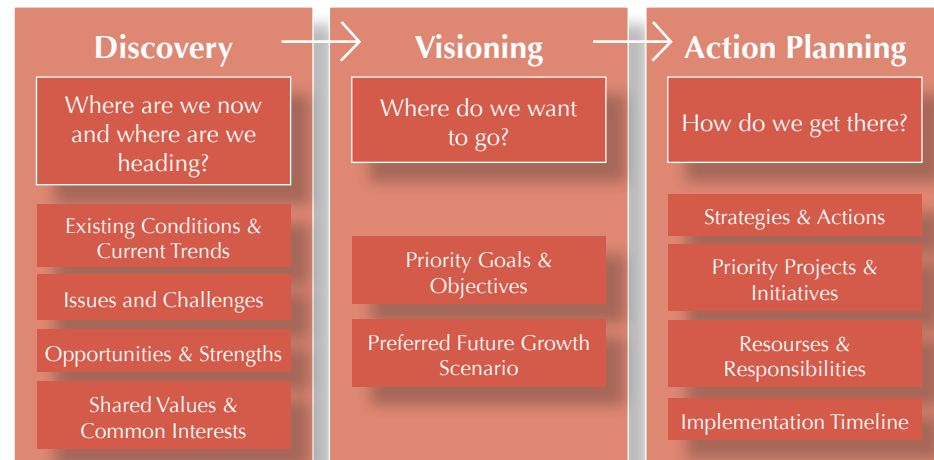 Discovery
Where are we now
and where are we
heading?
Existing Conditions &
Current Trends
Issues and Challenges
Opportunities & Strengths
Shared Values &
Common Interests
Visioning
Where do we want
to go?
Priority Goals &
Objectives
Preferred Future Growth
Scenario
Action Planning
How do we get there?
Strategies & Actions
Priority Projects &
Initiatives
Resourses &
Responsibilities
Implementation Timeline